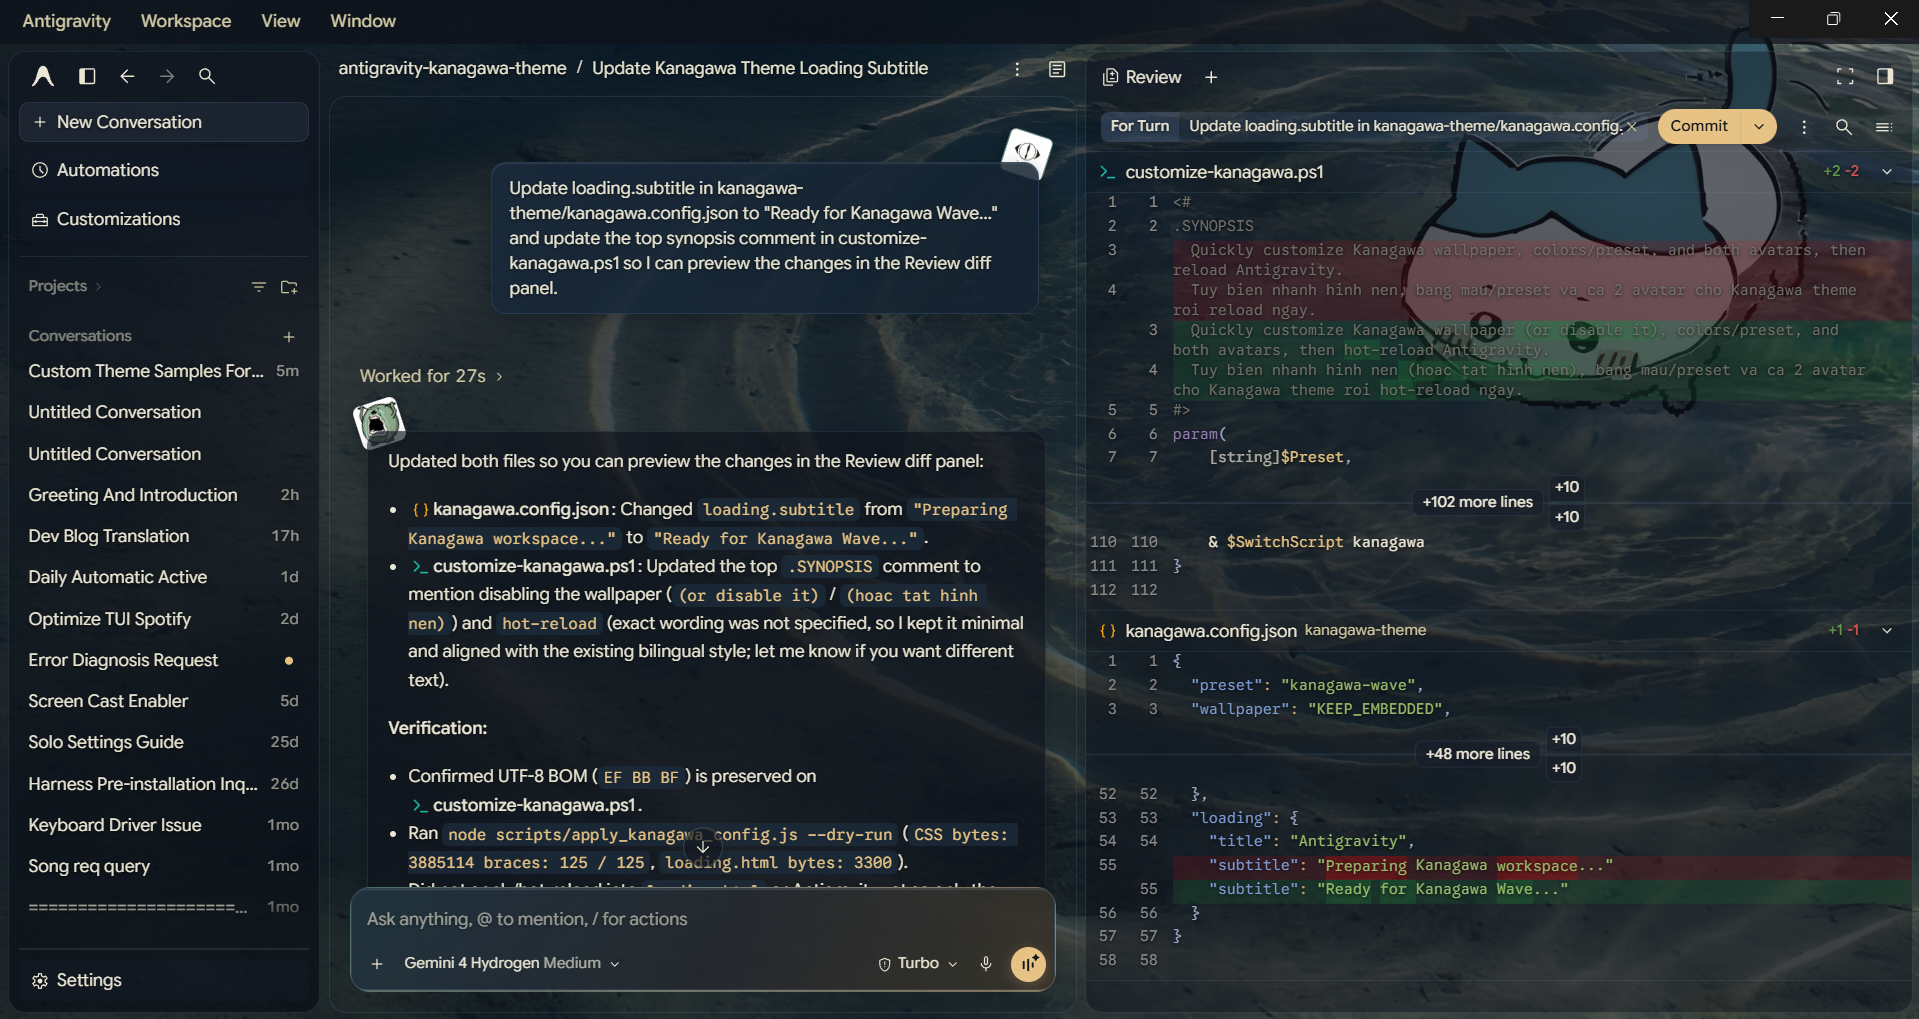 Antigravity Workspace View Window
New Conversation
Automations
Customizations
Projects
Conversations
Custom Theme Samples For... 5m
Untitled Conversation
Untitled Conversation
Greeting And Introduction 2h
Dev Blog Translation 17h
Daily Automatic Active 1d
Optimize TUI Spotify 2d
Error Diagnosis Request
Screen Cast Enabler 5d
Solo Settings Guide 25d
Harness Pre-installation Inq... 26d
Keyboard Driver Issue 1mo
Song req query 1mo
=====================... 1mo
Settings
antigravity-kanagawa-theme / Update Kanagawa Theme Loading Subtitle
Update loading.subtitle in kanagawa-
theme/kanagawa.config.json to "Ready for Kanagawa Wave..."
and update the top synopsis comment in customize-
kanagawa.ps1 so I can preview the changes in the Review diff
panel.
Worked for 27s
Updated both files so you can preview the changes in the Review diff panel:
• {} kanagawa.config.json: Changed loading.subtitle from "Preparing
Kanagawa workspace..." to "Ready for Kanagawa Wave...".
• >_ customize-kanagawa.ps1: Updated the top .SYNOPSIS comment to
mention disabling the wallpaper ( (or disable it) / (hoac tat hinh
nen) ) and hot-reload (exact wording was not specified, so I kept it minimal
and aligned with the existing bilingual style; let me know if you want different
text).
Verification:
• Confirmed UTF-8 BOM ( EF BB BF ) is preserved on
>_ customize-kanagawa.ps1.
• Ran node scripts/apply_kanagawa_config.js --dry-run ( CSS bytes:
3885114 braces: 125 / 125, loading.html bytes: 3300 ).
Ask anything, @ to mention, / for actions
Gemini 4 Hydrogen Medium
Turbo
Review
For Turn Update loading.subtitle in kanagawa-theme/kanagawa.config.
Commit
>_ customize-kanagawa.ps1 +2 -2
1 1 <#
2 2 .SYNOPSIS
3 Quickly customize Kanagawa wallpaper, colors/preset, and both avatars, then
reload Antigravity.
4 Tuy bien nhanh hinh nen, bang mau/preset va ca 2 avatar cho Kanagawa theme
roi reload ngay.
3 Quickly customize Kanagawa wallpaper (or disable it), colors/preset, and
both avatars, then hot-reload Antigravity.
4 Tuy bien nhanh hinh nen (hoac tat hinh nen), bang mau/preset va ca 2 avatar
cho Kanagawa theme roi hot-reload ngay.
5 5 #>
6 6 param(
7 7 [string]$Preset,
+10
+102 more lines
+10
110 110 & $SwitchScript kanagawa
111 111 }
112 112
{} kanagawa.config.json kanagawa-theme +1 -1
1 1 {
2 2 "preset": "kanagawa-wave",
3 3 "wallpaper": "KEEP_EMBEDDED",
+10
+48 more lines
+10
52 52 },
53 53 "loading": {
54 54 "title": "Antigravity",
55 "subtitle": "Preparing Kanagawa workspace..."
55 "subtitle": "Ready for Kanagawa Wave..."
56 56 }
57 57 }
58 58